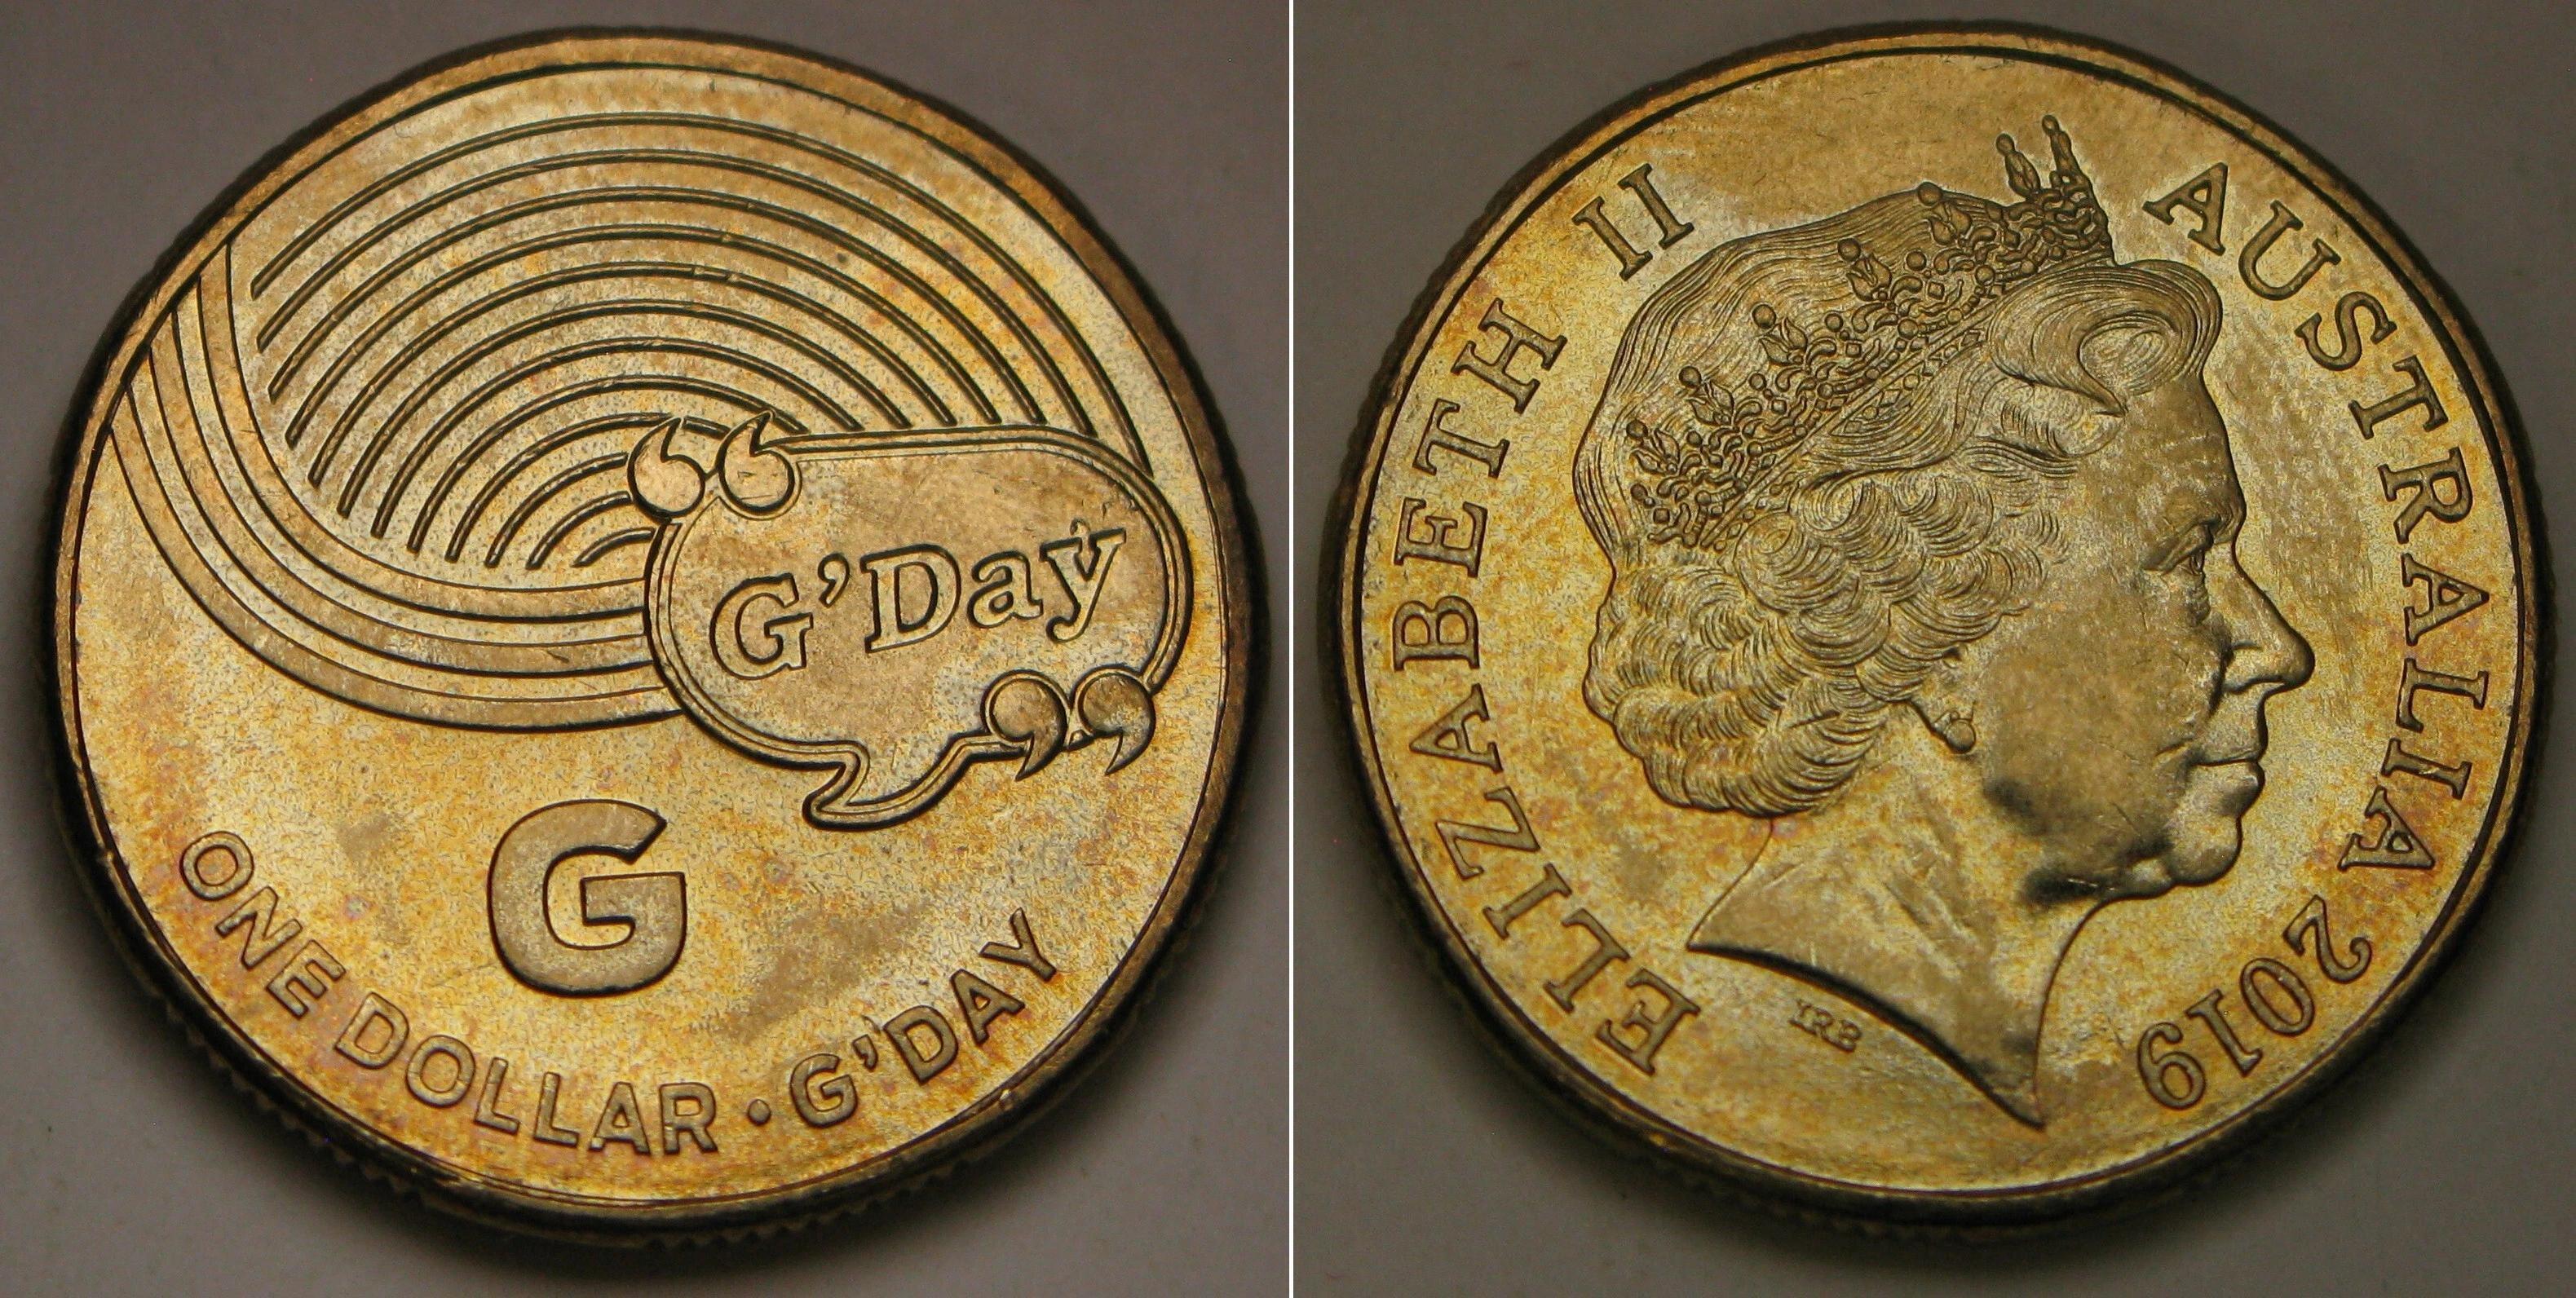 “G’Day”
G
ONE DOLLAR · G’DAY
ELIZABETH II AUSTRALIA 2019
IRB